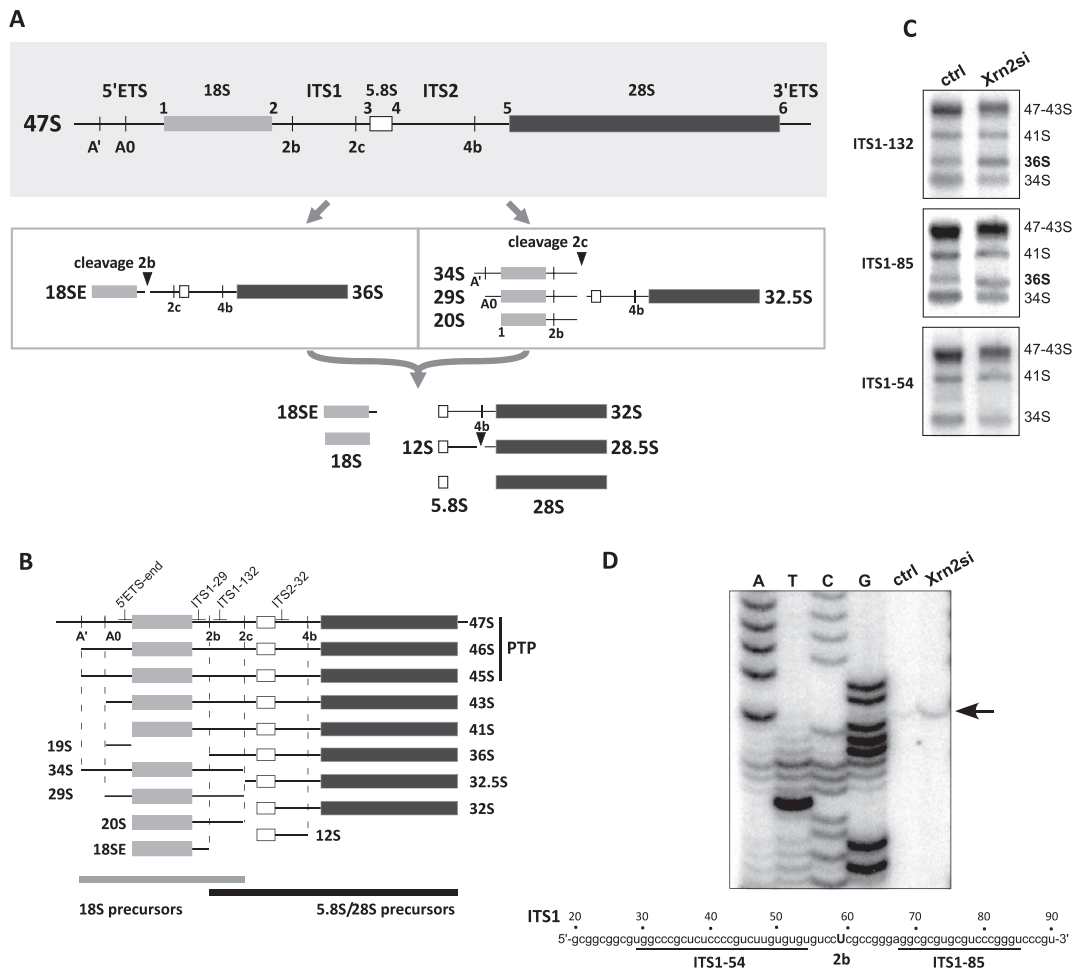 A
5'ETS 18S ITS1 5.8S ITS2 28S 3'ETS
1 2 3 4 5 6
47S
A' A0 2b 2c 4b
cleavage 2b
18SE 36S
2c 4b
cleavage 2c
34S
A'
29S 32.5S
A0 4b
20S
1 2b
18SE 32S
4b
18S 12S 28.5S
5.8S 28S
C
ctrl Xrn2si
ITS1-132
47-43S
41S
36S
34S
ITS1-85
47-43S
41S
36S
34S
ITS1-54
47-43S
41S
34S
B
5'ETS-end ITS1-29 ITS1-132 ITS2-32
47S
A' A0 2b 2c 4b
46S PTP
45S
43S
41S
19S
36S
34S
32.5S
29S
32S
20S
12S
18SE
18S precursors 5.8S/28S precursors
D
A T C G ctrl Xrn2si
ITS1 20 30 40 50 60 70 80 90
5'-gcggcggcguggcccgcucuccccgucuuguguguccUcgccgggaggcgcgugcgucccgggucccgu-3'
ITS1-54 2b ITS1-85